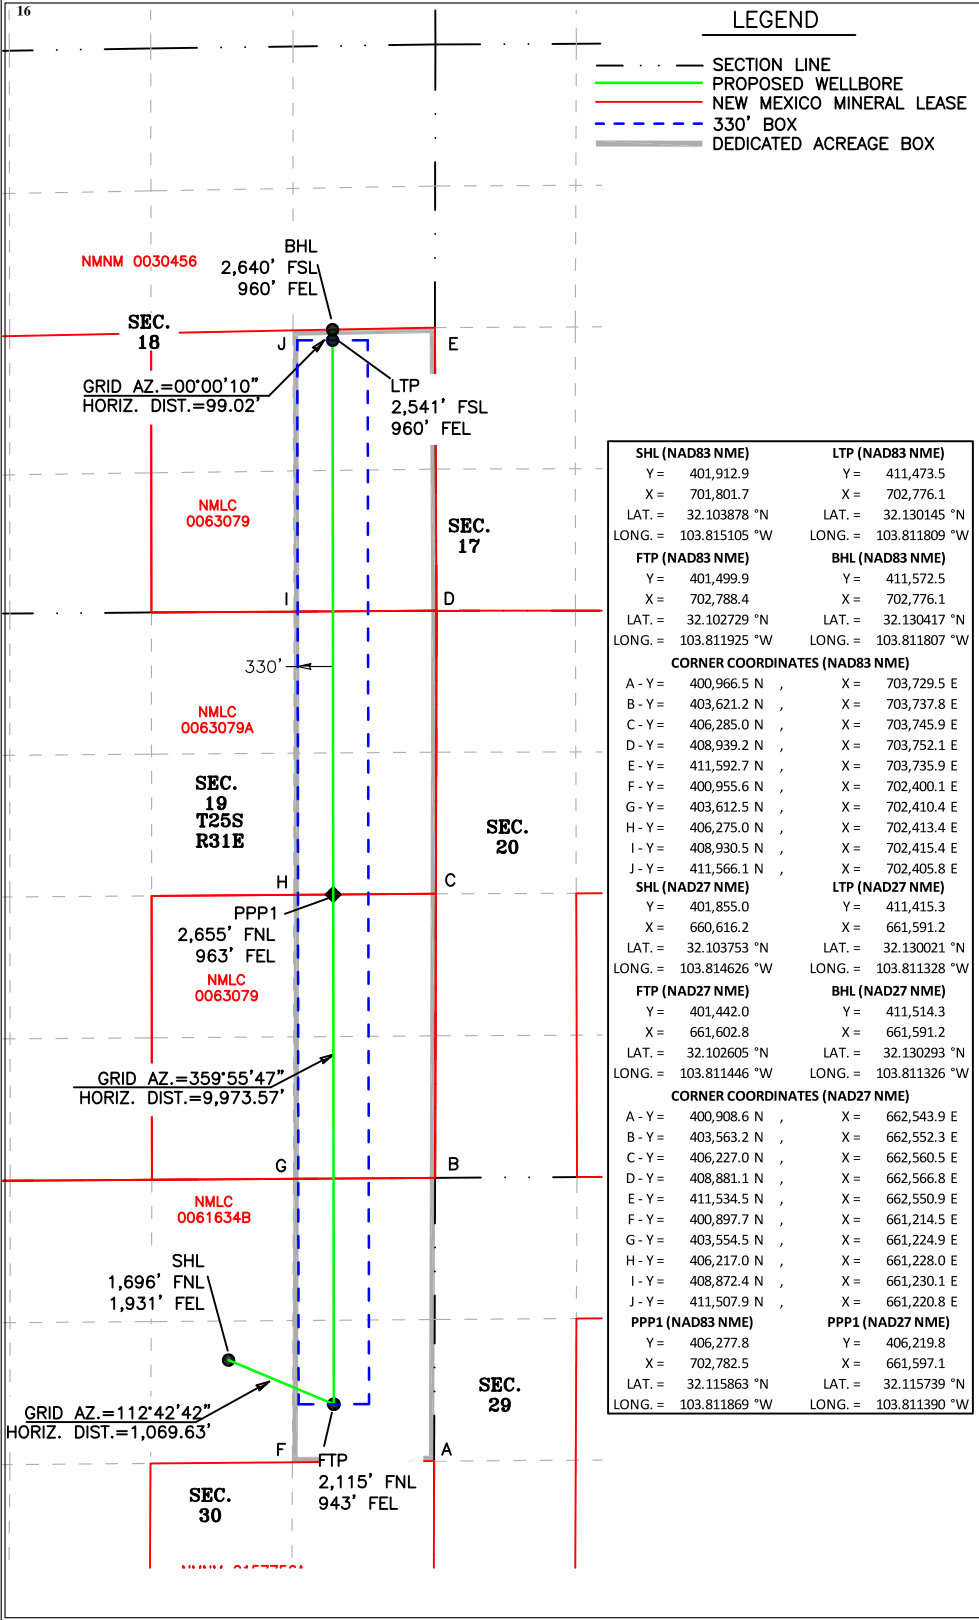 16
LEGEND
SECTION LINE
PROPOSED WELLBORE
NEW MEXICO MINERAL LEASE
330' BOX
DEDICATED ACREAGE BOX
NMNM 0030456
BHL
2,640' FSL
960' FEL
SEC.
18
J
E
GRID AZ.=00°00'10"
HORIZ. DIST.=99.02'
LTP
2,541' FSL
960' FEL
NMLC
0063079
SEC.
17
I
D
330'
NMLC
0063079A
SEC.
19
T25S
R31E
SEC.
20
H
C
PPP1
2,655' FNL
963' FEL
NMLC
0063079
GRID AZ.=359°55'47"
HORIZ. DIST.=9,973.57'
G
B
NMLC
0061634B
SHL
1,696' FNL
1,931' FEL
SEC.
29
GRID AZ.=112°42'42"
HORIZ. DIST.=1,069.63'
F
A
FTP
2,115' FNL
943' FEL
SEC.
30
SHL (NAD83 NME) LTP (NAD83 NME)
Y = 401,912.9 Y = 411,473.5
X = 701,801.7 X = 702,776.1
LAT. = 32.103878 °N LAT. = 32.130145 °N
LONG. = 103.815105 °W LONG. = 103.811809 °W
FTP (NAD83 NME) BHL (NAD83 NME)
Y = 401,499.9 Y = 411,572.5
X = 702,788.4 X = 702,776.1
LAT. = 32.102729 °N LAT. = 32.130417 °N
LONG. = 103.811925 °W LONG. = 103.811807 °W
CORNER COORDINATES (NAD83 NME)
A - Y = 400,966.5 N , X = 703,729.5 E
B - Y = 403,621.2 N , X = 703,737.8 E
C - Y = 406,285.0 N , X = 703,745.9 E
D - Y = 408,939.2 N , X = 703,752.1 E
E - Y = 411,592.7 N , X = 703,735.9 E
F - Y = 400,955.6 N , X = 702,400.1 E
G - Y = 403,612.5 N , X = 702,410.4 E
H - Y = 406,275.0 N , X = 702,413.4 E
I - Y = 408,930.5 N , X = 702,415.4 E
J - Y = 411,566.1 N , X = 702,405.8 E
SHL (NAD27 NME) LTP (NAD27 NME)
Y = 401,855.0 Y = 411,415.3
X = 660,616.2 X = 661,591.2
LAT. = 32.103753 °N LAT. = 32.130021 °N
LONG. = 103.814626 °W LONG. = 103.811328 °W
FTP (NAD27 NME) BHL (NAD27 NME)
Y = 401,442.0 Y = 411,514.3
X = 661,602.8 X = 661,591.2
LAT. = 32.102605 °N LAT. = 32.130293 °N
LONG. = 103.811446 °W LONG. = 103.811326 °W
CORNER COORDINATES (NAD27 NME)
A - Y = 400,908.6 N , X = 662,543.9 E
B - Y = 403,563.2 N , X = 662,552.3 E
C - Y = 406,227.0 N , X = 662,560.5 E
D - Y = 408,881.1 N , X = 662,566.8 E
E - Y = 411,534.5 N , X = 662,550.9 E
F - Y = 400,897.7 N , X = 661,214.5 E
G - Y = 403,554.5 N , X = 661,224.9 E
H - Y = 406,217.0 N , X = 661,228.0 E
I - Y = 408,872.4 N , X = 661,230.1 E
J - Y = 411,507.9 N , X = 661,220.8 E
PPP1 (NAD83 NME) PPP1 (NAD27 NME)
Y = 406,277.8 Y = 406,219.8
X = 702,782.5 X = 661,597.1
LAT. = 32.115863 °N LAT. = 32.115739 °N
LONG. = 103.811869 °W LONG. = 103.811390 °W